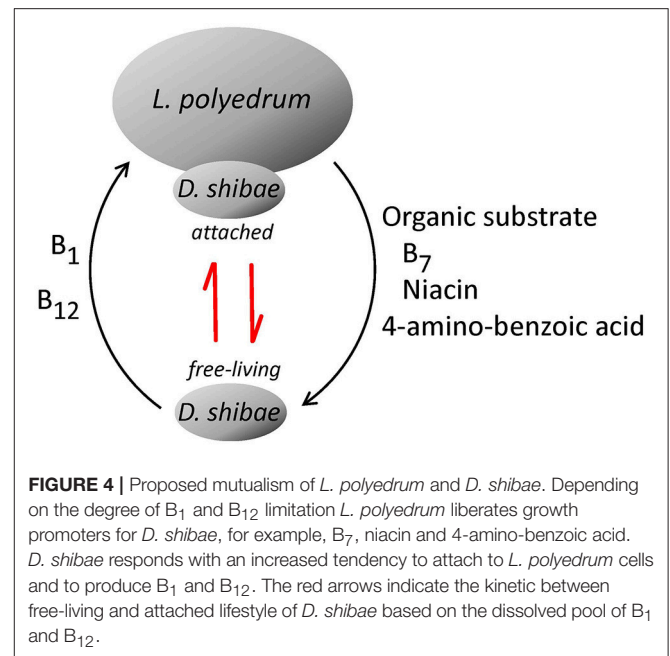 L. polyedrum
D. shibae
attached
B₁
B₁₂
Organic substrate
B₇
Niacin
4-amino-benzoic acid
free-living
D. shibae
FIGURE 4 | Proposed mutualism of L. polyedrum and D. shibae. Depending
on the degree of B₁ and B₁₂ limitation L. polyedrum liberates growth
promoters for D. shibae, for example, B₇, niacin and 4-amino-benzoic acid.
D. shibae responds with an increased tendency to attach to L. polyedrum cells
and to produce B₁ and B₁₂. The red arrows indicate the kinetic between
free-living and attached lifestyle of D. shibae based on the dissolved pool of B₁
and B₁₂.